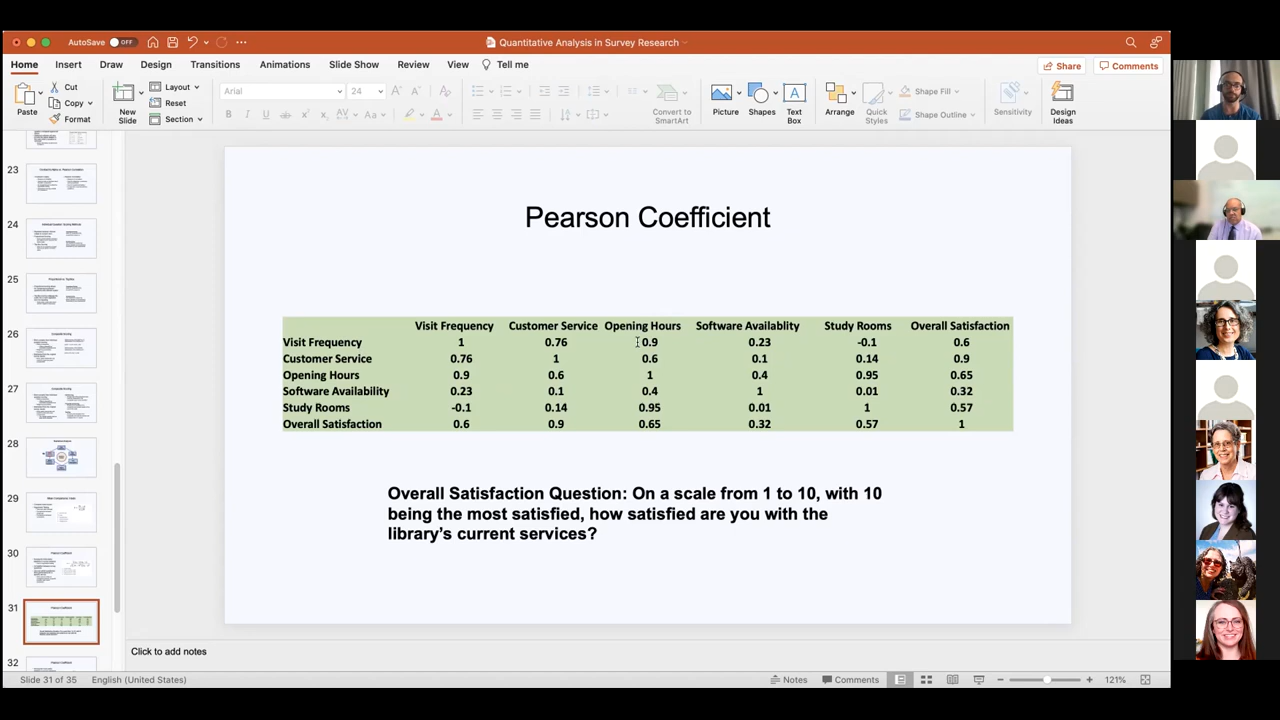 AutoSave OFF
Quantitative Analysis in Survey Research
Home Insert Draw Design Transitions Animations Slide Show Review View Tell me
Share Comments
Paste
Cut
Copy
Format
New Slide
Layout
Reset
Section
Arial 24
Convert to SmartArt
Picture Shapes Text Box
Arrange Quick Styles
Shape Fill
Shape Outline
Sensitivity
Design Ideas
23
24
25
26
27
28
29
30
31
32
Pearson Coefficient
Visit Frequency Customer Service Opening Hours Software Availablity Study Rooms Overall Satisfaction
Visit Frequency 1 0.76 0.9 0.23 -0.1 0.6
Customer Service 0.76 1 0.6 0.1 0.14 0.9
Opening Hours 0.9 0.6 1 0.4 0.95 0.65
Software Availability 0.23 0.1 0.4 1 0.01 0.32
Study Rooms -0.1 0.14 0.95 0.01 1 0.57
Overall Satisfaction 0.6 0.9 0.65 0.32 0.57 1
Overall Satisfaction Question: On a scale from 1 to 10, with 10
being the most satisfied, how satisfied are you with the
library's current services?
Click to add notes
Slide 31 of 35 English (United States) Notes Comments 121%